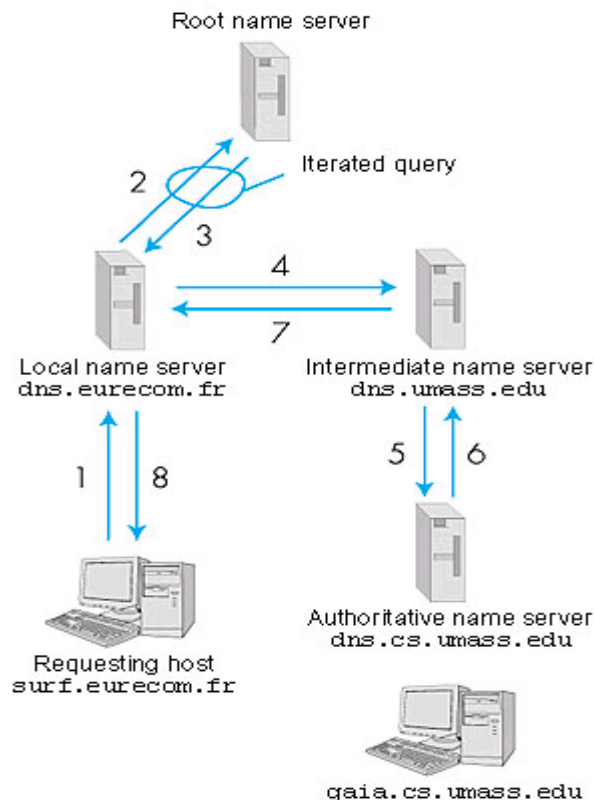 Root name server
Iterated query
2
3
4
7
Local name server
dns.eurecom.fr
Intermediate name server
dns.umass.edu
1
8
5
6
Authoritative name server
dns.cs.umass.edu
Requesting host
surf.eurecom.fr
gaia.cs.umass.edu